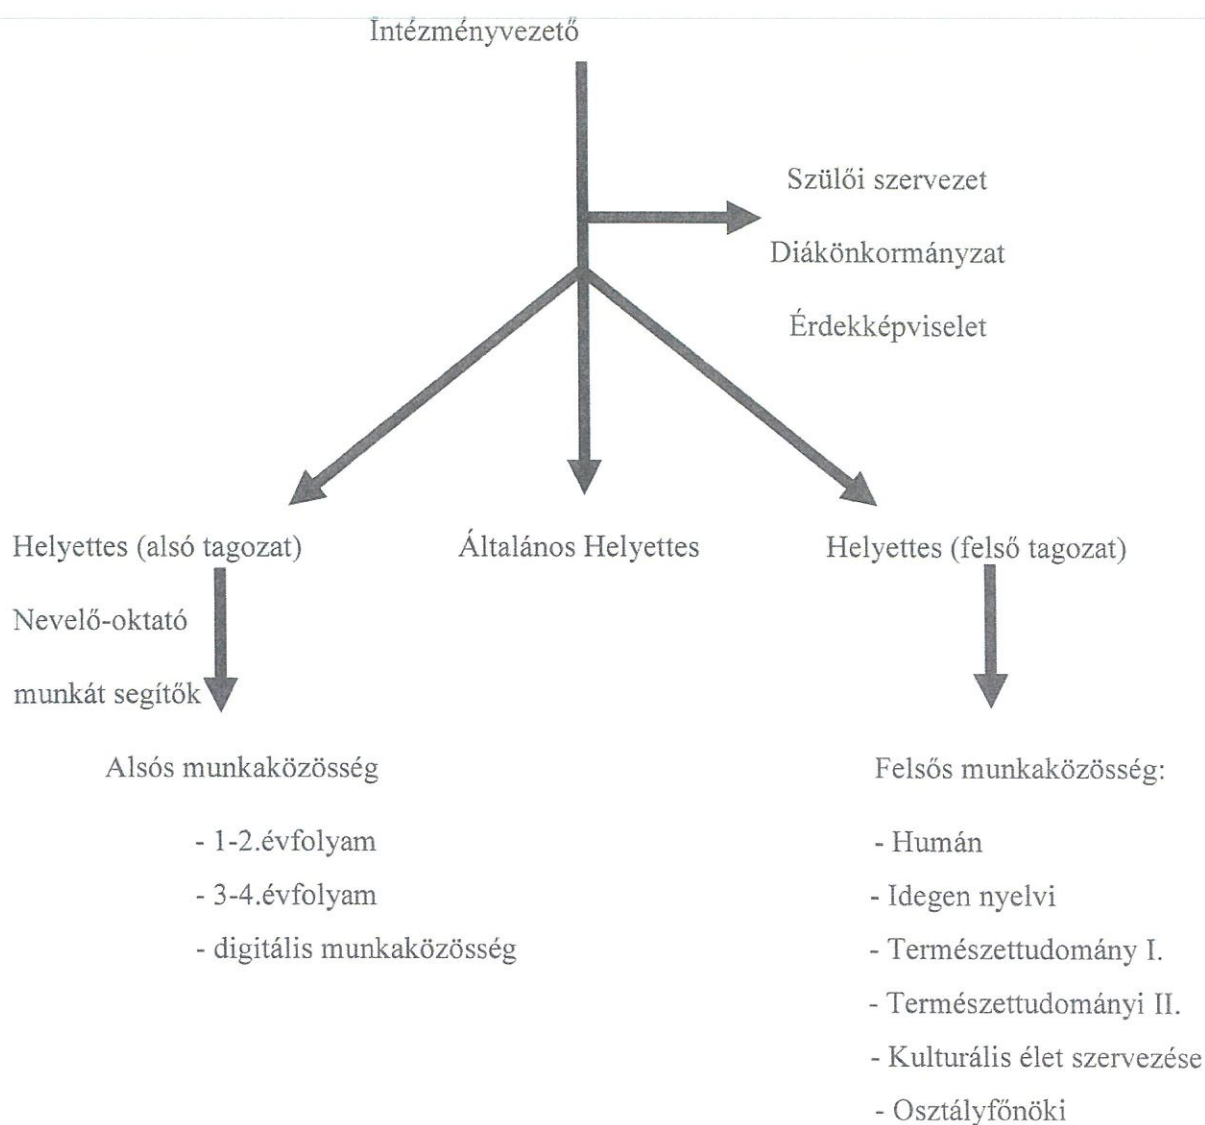 Intézményvezető
Szülői szervezet
Diákönkormányzat
Érdekképviselet
Helyettes (alsó tagozat)
Általános Helyettes
Helyettes (felső tagozat)
Nevelő-oktató
munkát segítők
Alsós munkaközösség
- 1-2.évfolyam
- 3-4.évfolyam
- digitális munkaközösség
Felsős munkaközösség:
- Humán
- Idegen nyelvi
- Természettudomány I.
- Természettudományi II.
- Kulturális élet szervezése
- Osztályfőnöki